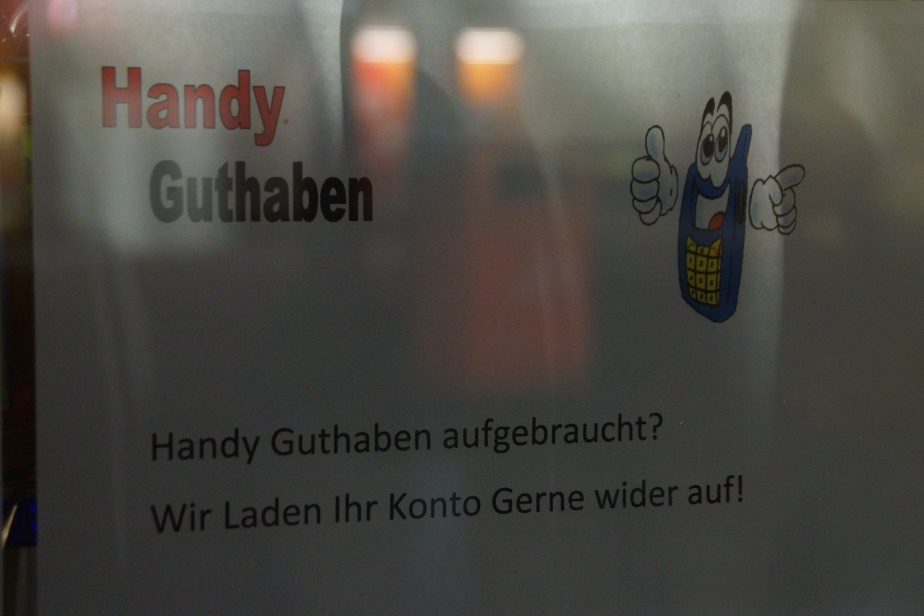 Handy
Guthaben
Handy Guthaben aufgebraucht?
Wir Laden Ihr Konto Gerne wider auf!